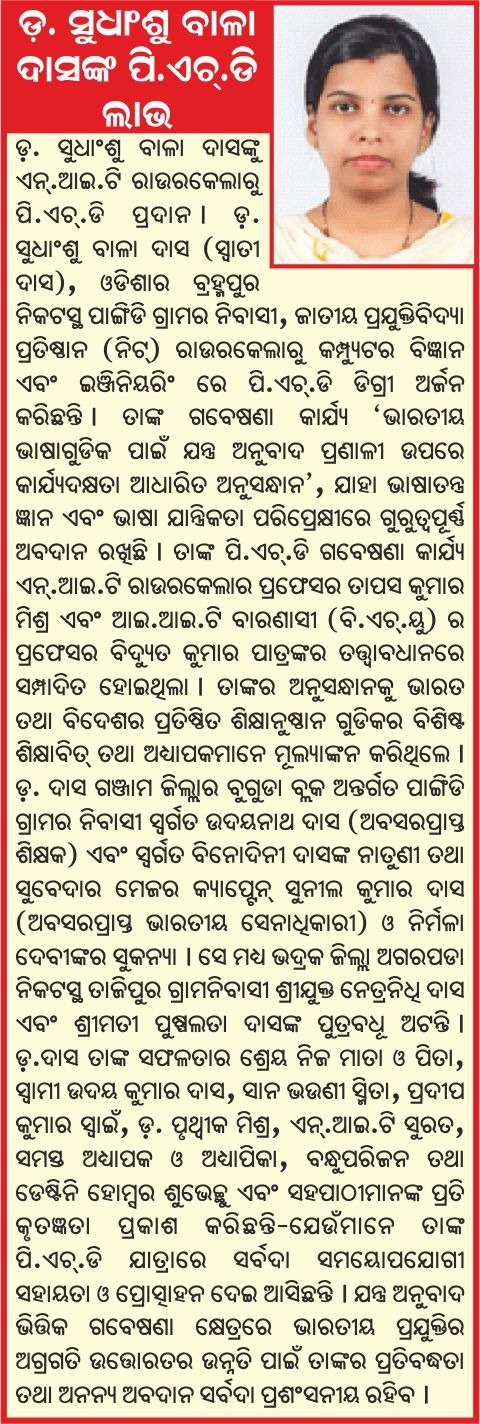 ଡ଼. ସୁଧାଂଶୁ ବାଳା
ଦାସଙ୍କ ପି.ଏଚ୍.ଡି
ଲାଭ
ଡ଼. ସୁଧାଂଶୁ ବାଳା ଦାସଙ୍କୁ
ଏନ୍.ଆଇ.ଟି ରାଉରକେଲାରୁ
ପି.ଏଚ୍.ଡି ପ୍ରଦାନ। ଡ଼.
ସୁଧାଂଶୁ ବାଳା ଦାସ (ସ୍ୱାତୀ
ଦାସ), ଓଡିଶାର ବ୍ରହ୍ମପୁର
ନିକଟସ୍ଥ ପାଙ୍ଗିଡି ଗ୍ରାମର ନିବାସୀ, ଜାତୀୟ ପ୍ରଯୁକ୍ତିବିଦ୍ୟା
ପ୍ରତିଷ୍ଠାନ (ନିଟ୍) ରାଉରକେଲାରୁ କମ୍ପ୍ୟୁଟର ବିଜ୍ଞାନ
ଏବଂ ଇଞ୍ଜିନିୟରିଂ ରେ ପି.ଏଚ୍.ଡି ଡିଗ୍ରୀ ଅର୍ଜନ
କରିଛନ୍ତି। ତାଙ୍କ ଗବେଷଣା କାର୍ଯ୍ୟ ‘ଭାରତୀୟ
ଭାଷାଗୁଡିକ ପାଇଁ ଯନ୍ତ୍ର ଅନୁବାଦ ପ୍ରଣାଳୀ ଉପରେ
କାର୍ଯ୍ୟଦକ୍ଷତା ଆଧାରିତ ଅନୁସନ୍ଧାନ’, ଯାହା ଭାଷାତନ୍ତ୍ର
ଜ୍ଞାନ ଏବଂ ଭାଷା ଯାନ୍ତ୍ରିକତା ପରିପ୍ରେକ୍ଷୀରେ ଗୁରୁତ୍ୱପୂର୍ଣ୍ଣ
ଅବଦାନ ରଖିଛି। ତାଙ୍କ ପି.ଏଚ୍.ଡି ଗବେଷଣା କାର୍ଯ୍ୟ
ଏନ୍.ଆଇ.ଟି ରାଉରକେଲାର ପ୍ରଫେସର ତାପସ କୁମାର
ମିଶ୍ର ଏବଂ ଆଇ.ଆଇ.ଟି ବାରଣାସୀ (ବି.ଏଚ୍.ୟୁ) ର
ପ୍ରଫେସର ବିଦ୍ୟୁତ କୁମାର ପାତ୍ରଙ୍କର ତତ୍ତ୍ୱାବଧାନରେ
ସମ୍ପାଦିତ ହୋଇଥିଲା। ତାଙ୍କର ଅନୁସନ୍ଧାନକୁ ଭାରତ
ତଥା ବିଦେଶର ପ୍ରତିଷ୍ଠିତ ଶିକ୍ଷାନୁଷ୍ଠାନ ଗୁଡିକର ବିଶିଷ୍ଟ
ଶିକ୍ଷାବିତ୍ ତଥା ଅଧ୍ୟାପକମାନେ ମୂଲ୍ୟାଙ୍କନ କରିଥିଲେ।
ଡ଼. ଦାସ ଗଞ୍ଜାମ ଜିଲ୍ଲାର ବୁଗୁଡା ବ୍ଲକ ଅନ୍ତର୍ଗତ ପାଙ୍ଗିଡି
ଗ୍ରାମର ନିବାସୀ ସ୍ୱର୍ଗତ ଉଦୟନାଥ ଦାସ (ଅବସରପ୍ରାପ୍ତ
ଶିକ୍ଷକ) ଏବଂ ସ୍ୱର୍ଗତ ବିନୋଦିନୀ ଦାସଙ୍କ ନାତୁଣୀ ତଥା
ସୁବେଦାର ମେଜର କ୍ୟାପ୍ଟେନ୍ ସୁନୀଲ କୁମାର ଦାସ
(ଅବସରପ୍ରାପ୍ତ ଭାରତୀୟ ସେନାଧିକାରୀ) ଓ ନିର୍ମଳା
ଦେବୀଙ୍କର ସୁକନ୍ୟା। ସେ ମଧ୍ୟ ଭଦ୍ରକ ଜିଲ୍ଲା ଅଗରପଡା
ନିକଟସ୍ଥ ତାଜିପୁର ଗ୍ରାମନିବାସୀ ଶ୍ରୀଯୁକ୍ତ ନେତ୍ରନିଧି ଦାସ
ଏବଂ ଶ୍ରୀମତୀ ପୁଷ୍ପଲତା ଦାସଙ୍କ ପୁତ୍ରବଧୂ ଅଟନ୍ତି।
ଡ଼.ଦାସ ତାଙ୍କ ସଫଳତାର ଶ୍ରେୟ ନିଜ ମାତା ଓ ପିତା,
ସ୍ୱାମୀ ଉଦୟ କୁମାର ଦାସ, ସାନ ଭଉଣୀ ସ୍ମିତା, ପ୍ରଦୀପ
କୁମାର ସ୍ୱାଇଁ, ଡ଼. ପୃଥ୍ୱୀକ ମିଶ୍ର, ଏନ୍.ଆଇ.ଟି ସୁରତ,
ସମସ୍ତ ଅଧ୍ୟାପକ ଓ ଅଧ୍ୟାପିକା, ବନ୍ଧୁପରିଜନ ତଥା
ଡେଷ୍ଟିନି ହୋମ୍ସର ଶୁଭେଚ୍ଛୁ ଏବଂ ସହପାଠୀମାନଙ୍କ ପ୍ରତି
କୃତଜ୍ଞତା ପ୍ରକାଶ କରିଛନ୍ତି-ଯେଉଁମାନେ ତାଙ୍କ
ପି.ଏଚ୍.ଡି ଯାତ୍ରାରେ ସର୍ବଦା ସମୟୋପଯୋଗୀ
ସହାୟତା ଓ ପ୍ରୋତ୍ସାହନ ଦେଇ ଆସିଛନ୍ତି। ଯନ୍ତ୍ର ଅନୁବାଦ
ଭିତ୍ତିକ ଗବେଷଣା କ୍ଷେତ୍ରରେ ଭାରତୀୟ ପ୍ରଯୁକ୍ତିର
ଅଗ୍ରଗତି ଉତ୍ତୋରତର ଉନ୍ନତି ପାଇଁ ତାଙ୍କର ପ୍ରତିବଦ୍ଧତା
ତଥା ଅନନ୍ୟ ଅବଦାନ ସର୍ବଦା ପ୍ରଶଂସନୀୟ ରହିବ।